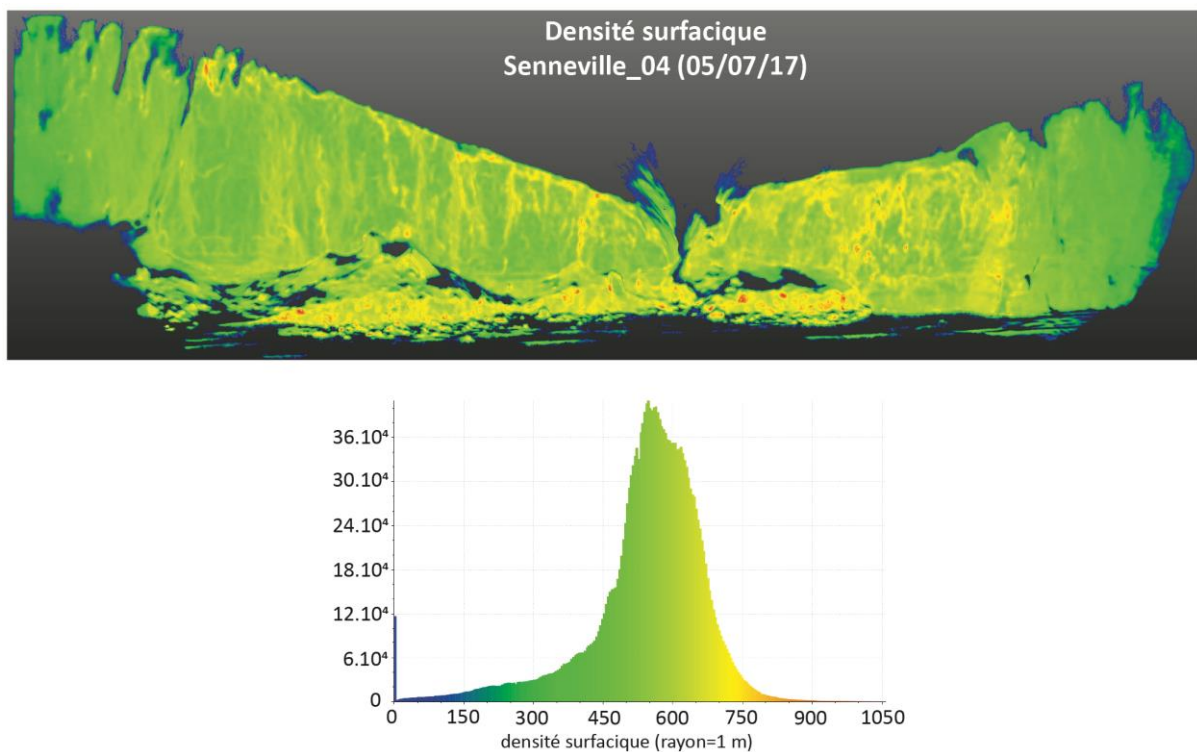 Densité surfacique
Senneville_04 (05/07/17)
36.10⁴
30.10⁴
24.10⁴
18.10⁴
12.10⁴
6.10⁴
0
0 150 300 450 600 750 900 1050
densité surfacique (rayon=1 m)